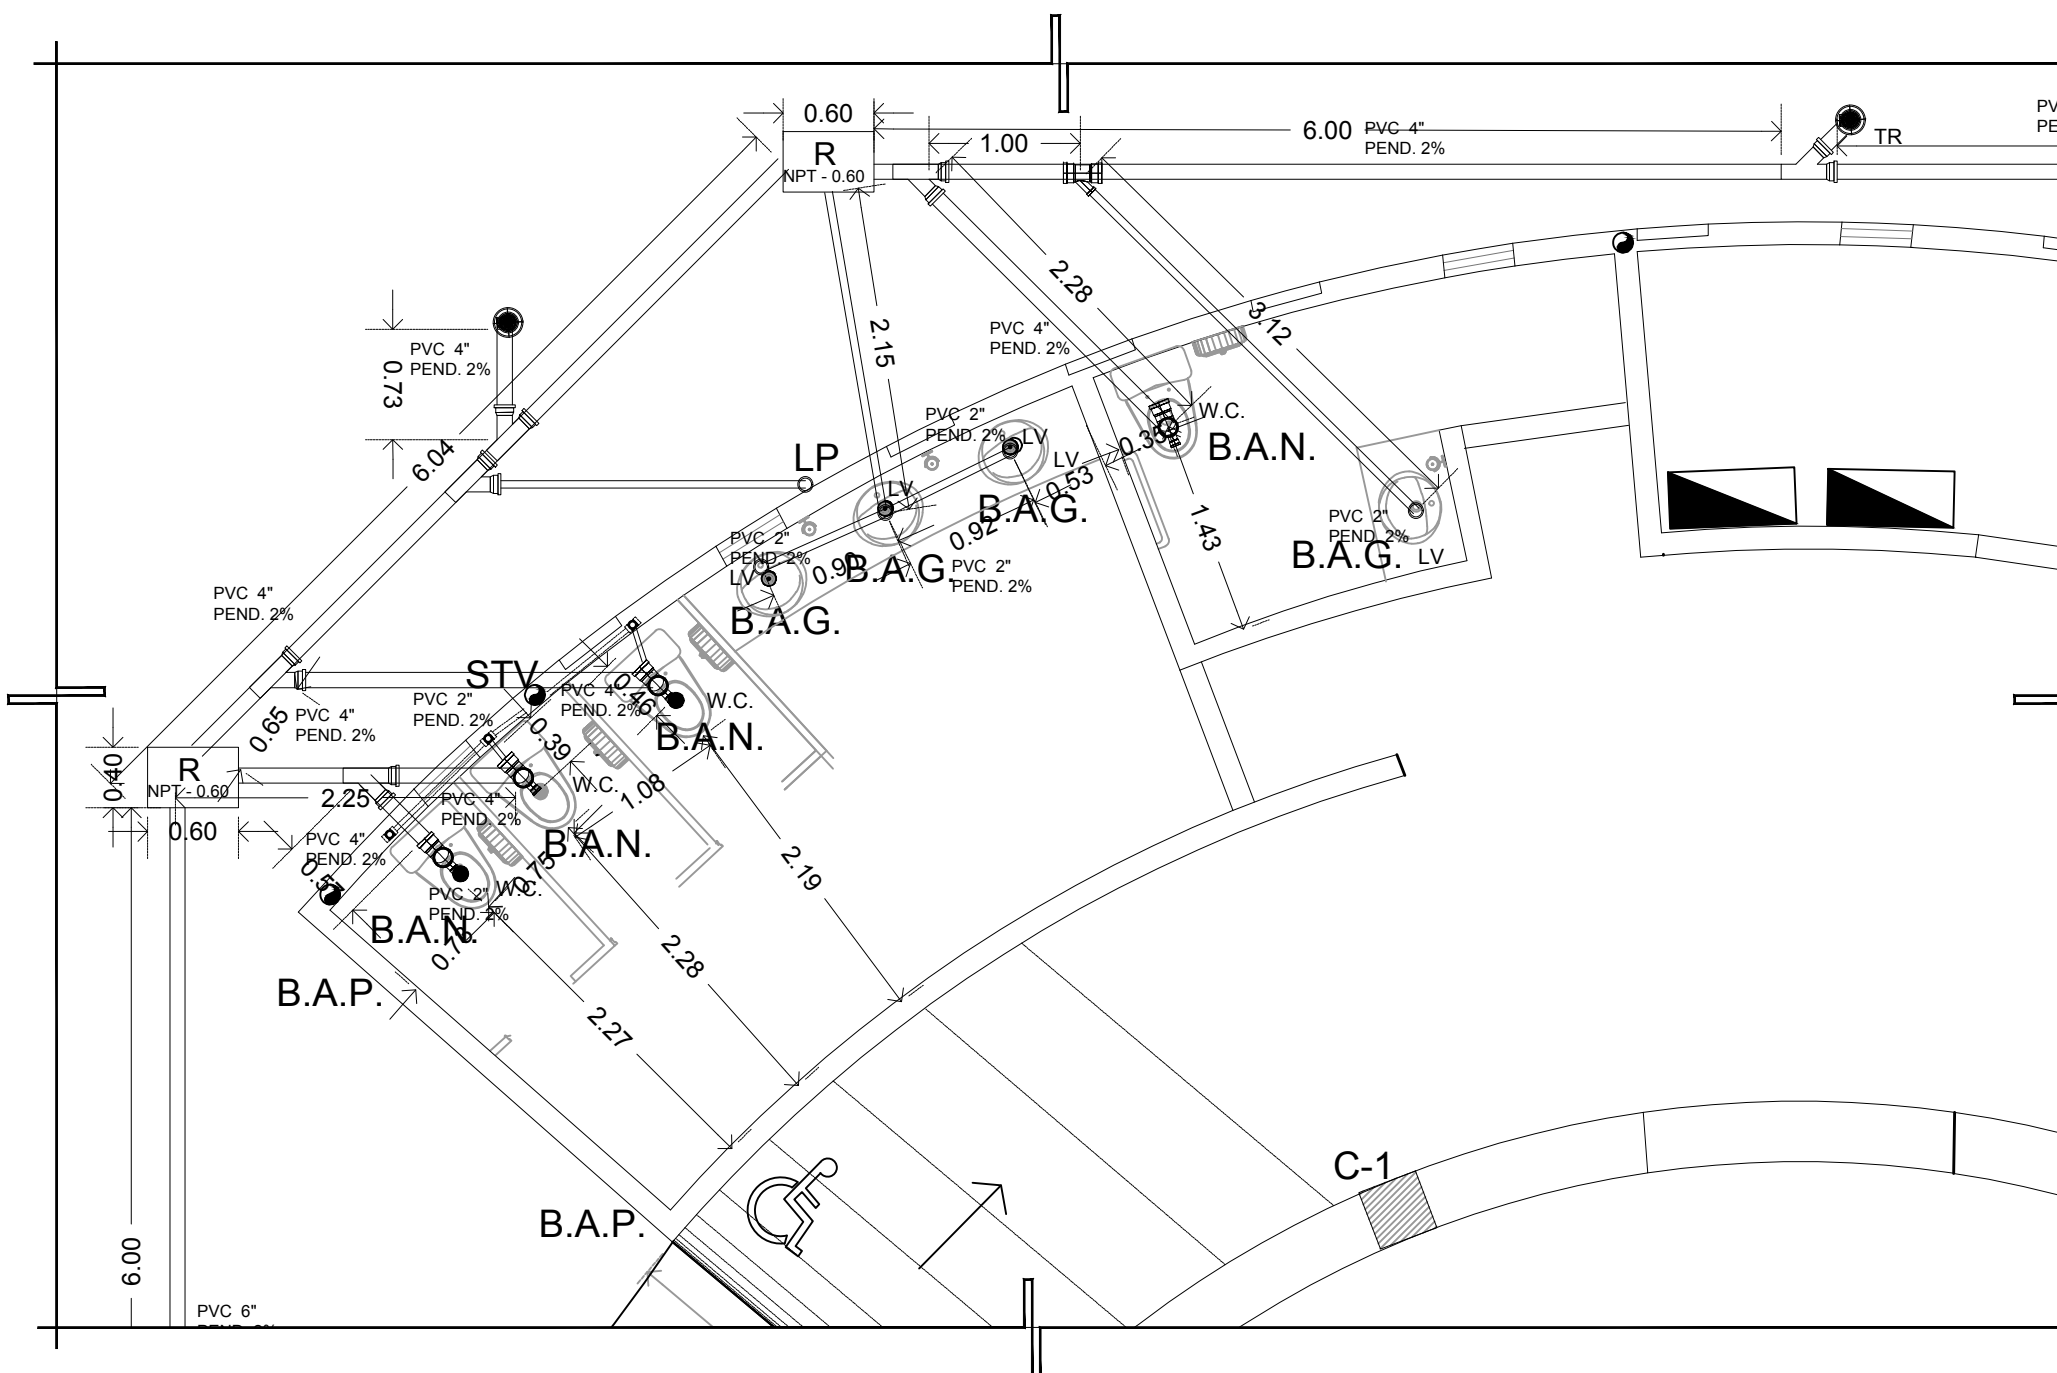 0.60
6.00
PVC 4"
PEND. 2%
1.00
TR
R
NPT - 0.60
2.28
3.12
2.15
PVC 4"
PEND. 2%
0.73
PVC 4"
PEND. 2%
6.04
LP
PVC 2"
PEND. 2%
LV
LV
0.35
W.C.
B.A.N.
0.53
LV
B.A.G.
0.92
1.43
PVC 2"
PEND. 2%
B.A.G.
LV
PVC 2"
PEND. 2%
LV
B.A.G.
PVC 2"
PEND. 2%
B.A.G.
PVC 4"
PEND. 2%
STV
PVC 2"
PEND. 2%
PVC 4"
PEND. 2%
0.46
W.C.
B.A.N.
0.65
PVC 4"
PEND. 2%
0.39
0.40
R
NPT - 0.60
2.25
0.60
PVC 4"
PEND. 2%
W.C.
1.08
B.A.N.
PVC 4"
PEND. 2%
0.75
PVC 2"
PEND. 2%
W.C.
B.A.N.
2.19
2.28
2.27
B.A.P.
B.A.P.
C-1
6.00
PVC 6"